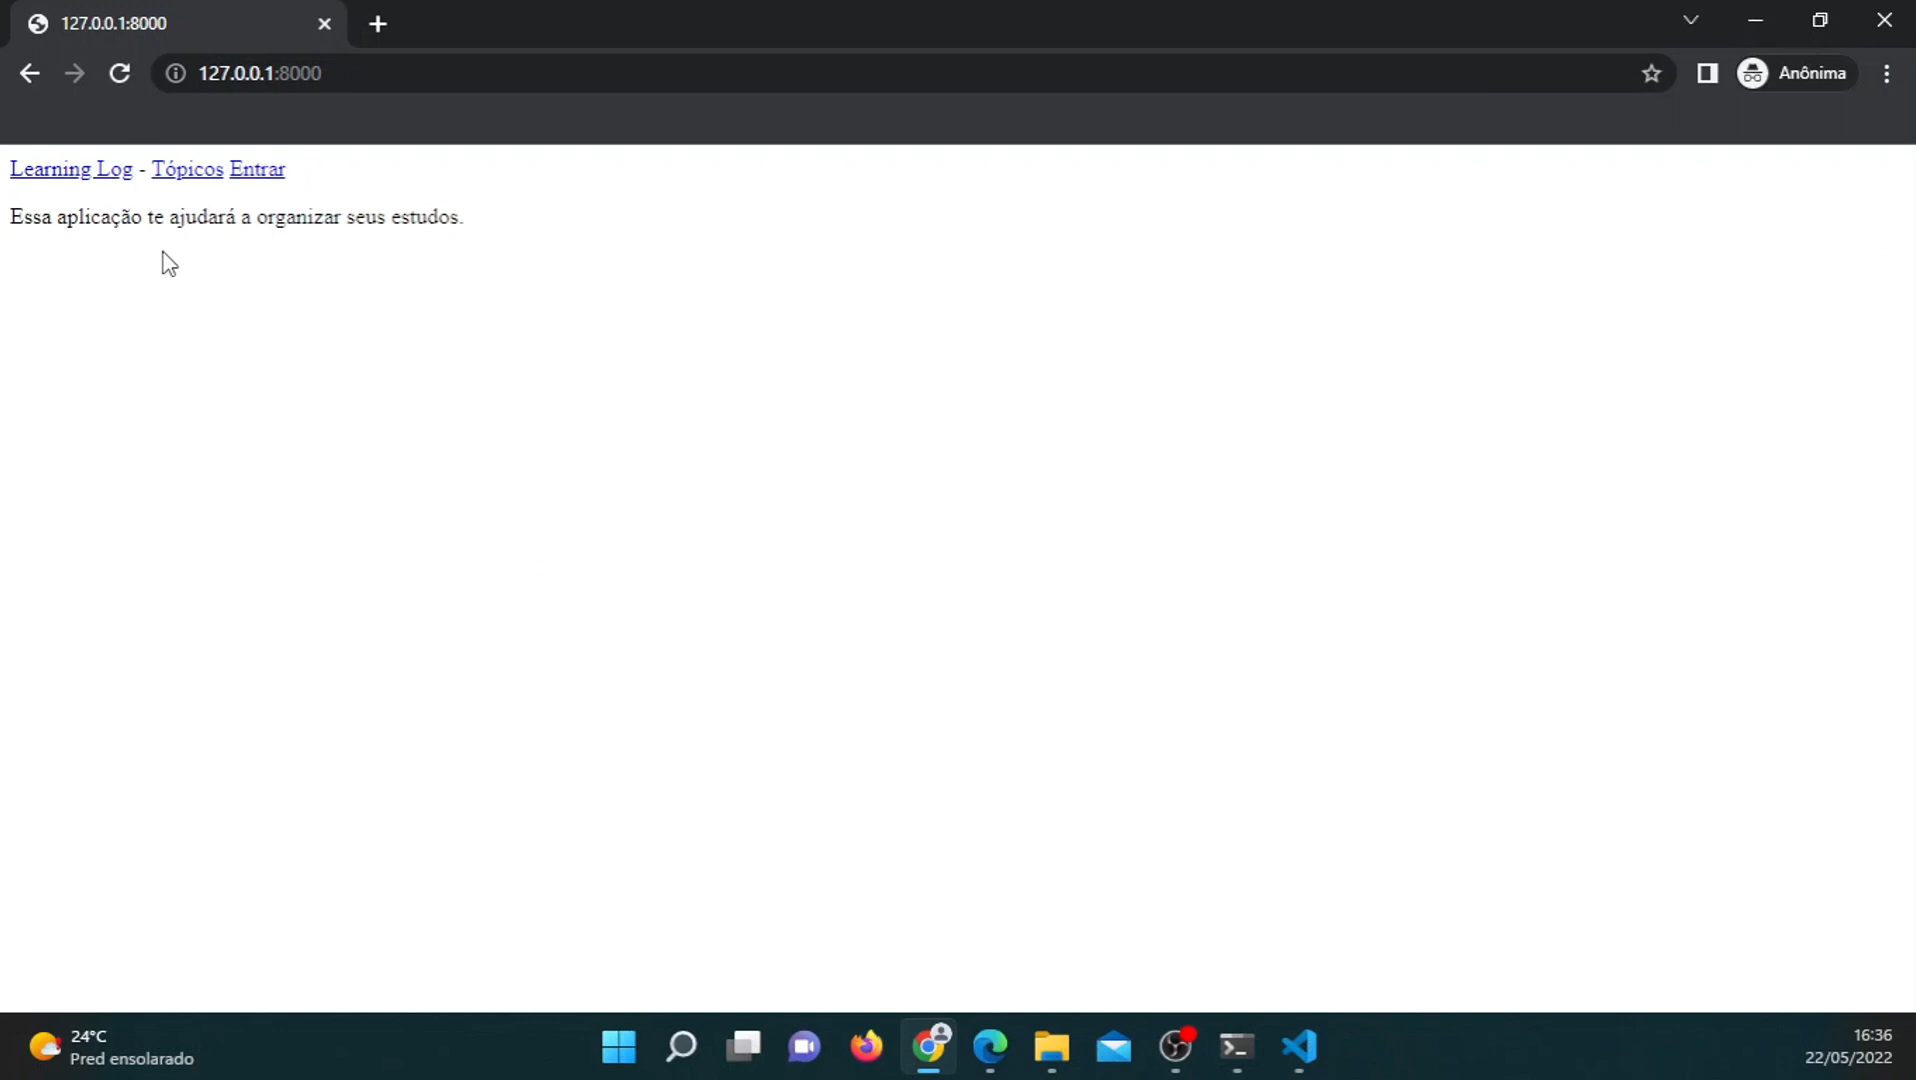 127.0.0.1:8000
127.0.0.1:8000
Anônima
Learning Log - Tópicos Entrar
Essa aplicação te ajudará a organizar seus estudos.
24°C
Pred ensolarado
16:36
22/05/2022